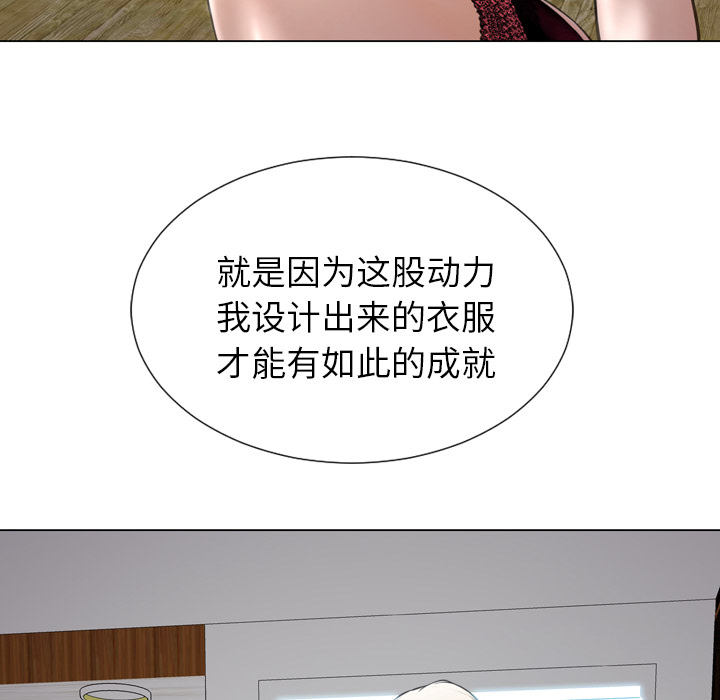 就是因为这股动力
我设计出来的衣服
才能有如此的成就